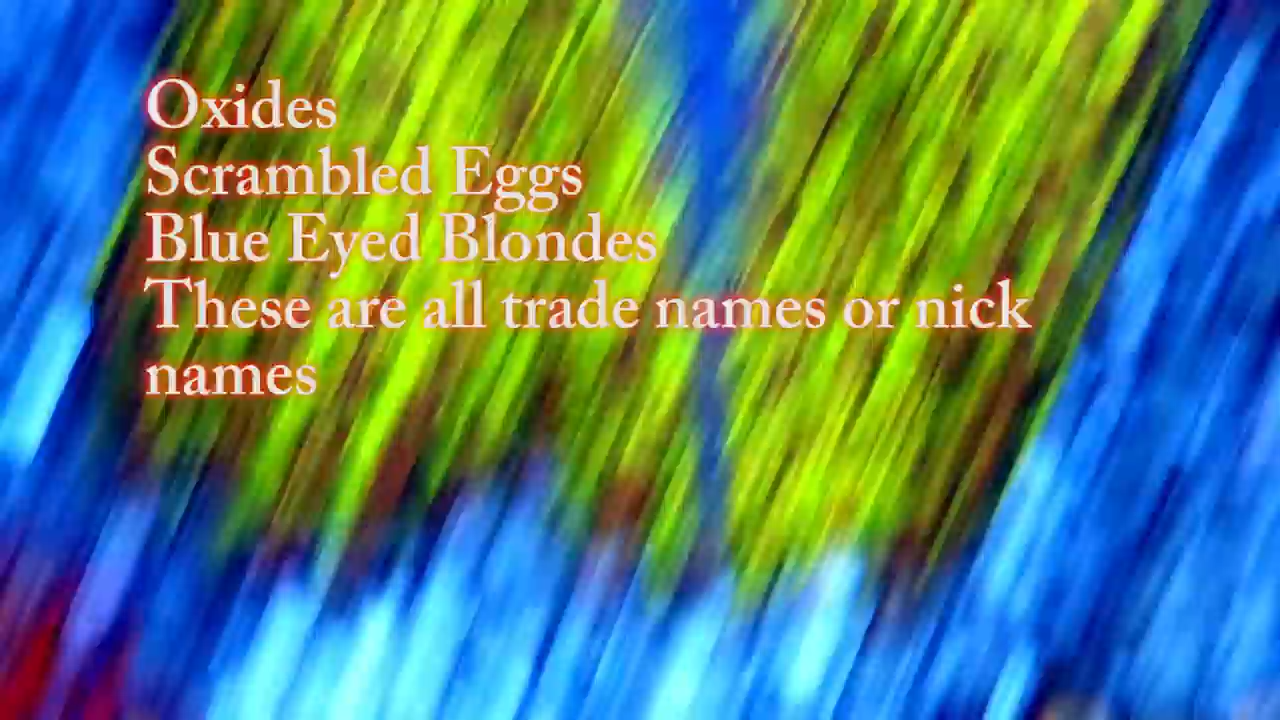 Oxides
Scrambled Eggs
Blue Eyed Blondes
These are all trade names or nick
names